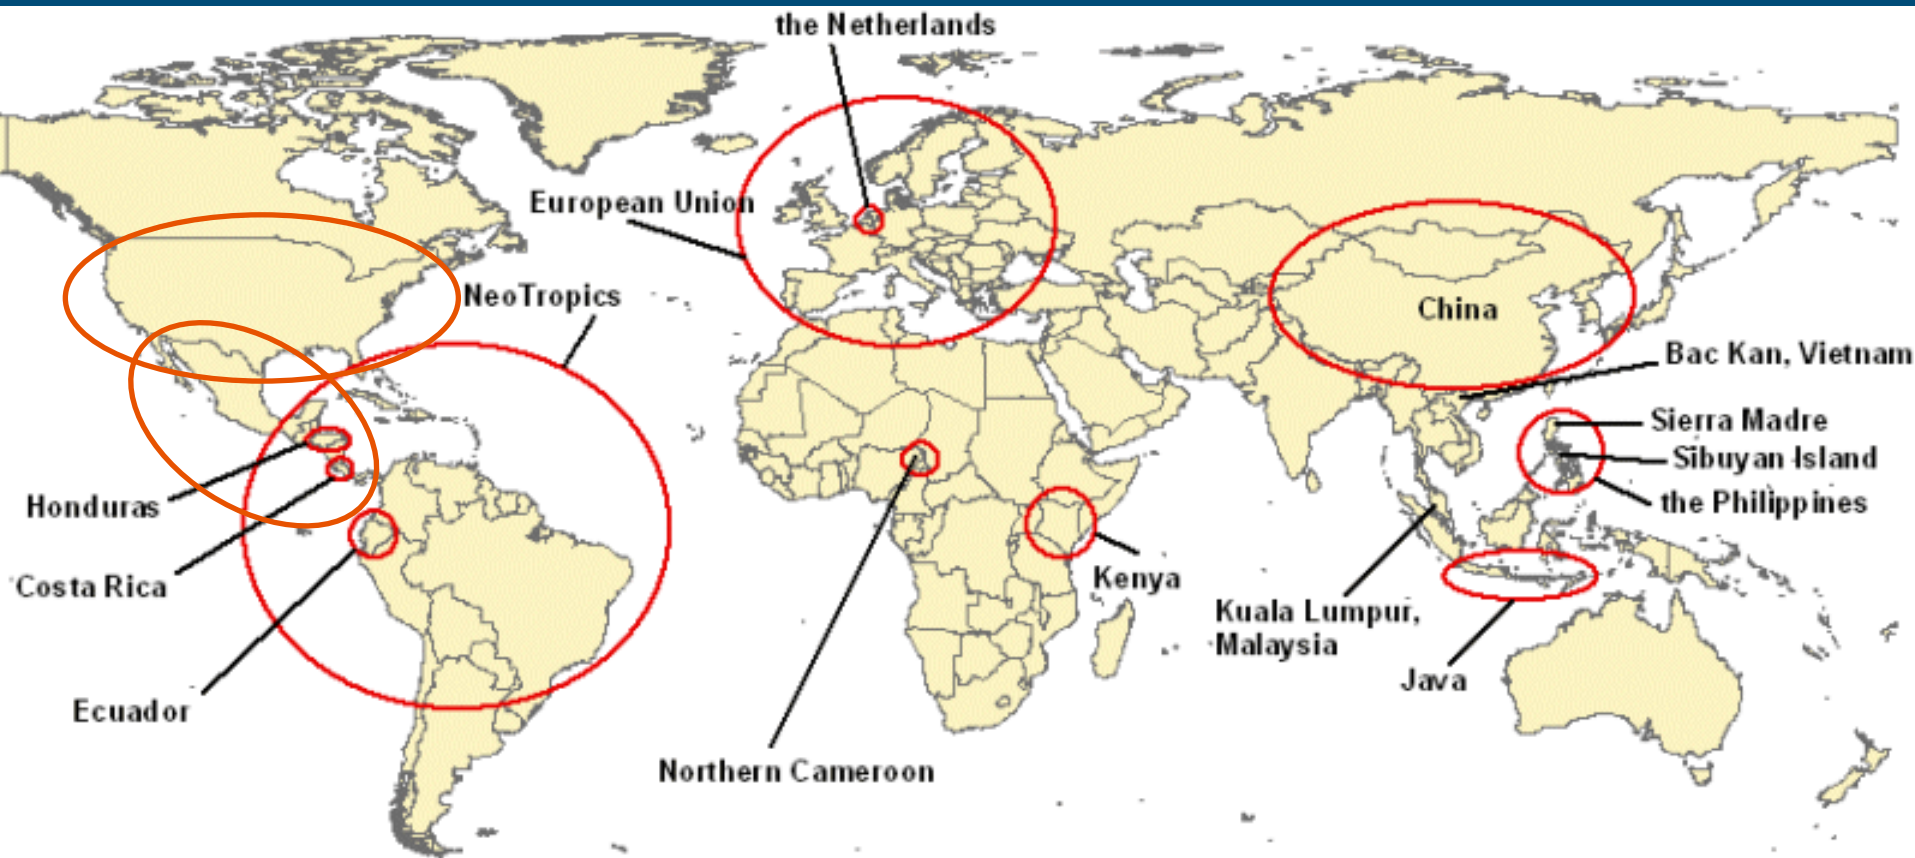 the Netherlands
European Union
NeoTropics
China
Bac Kan, Vietnam
Sierra Madre
Sibuyan Island
the Philippines
Honduras
Costa Rica
Kenya
Kuala Lumpur,
Malaysia
Java
Ecuador
Northern Cameroon